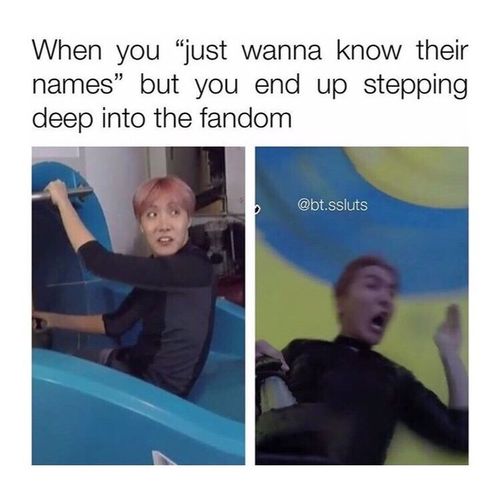 When you “just wanna know their
names” but you end up stepping
deep into the fandom
@bt.ssluts